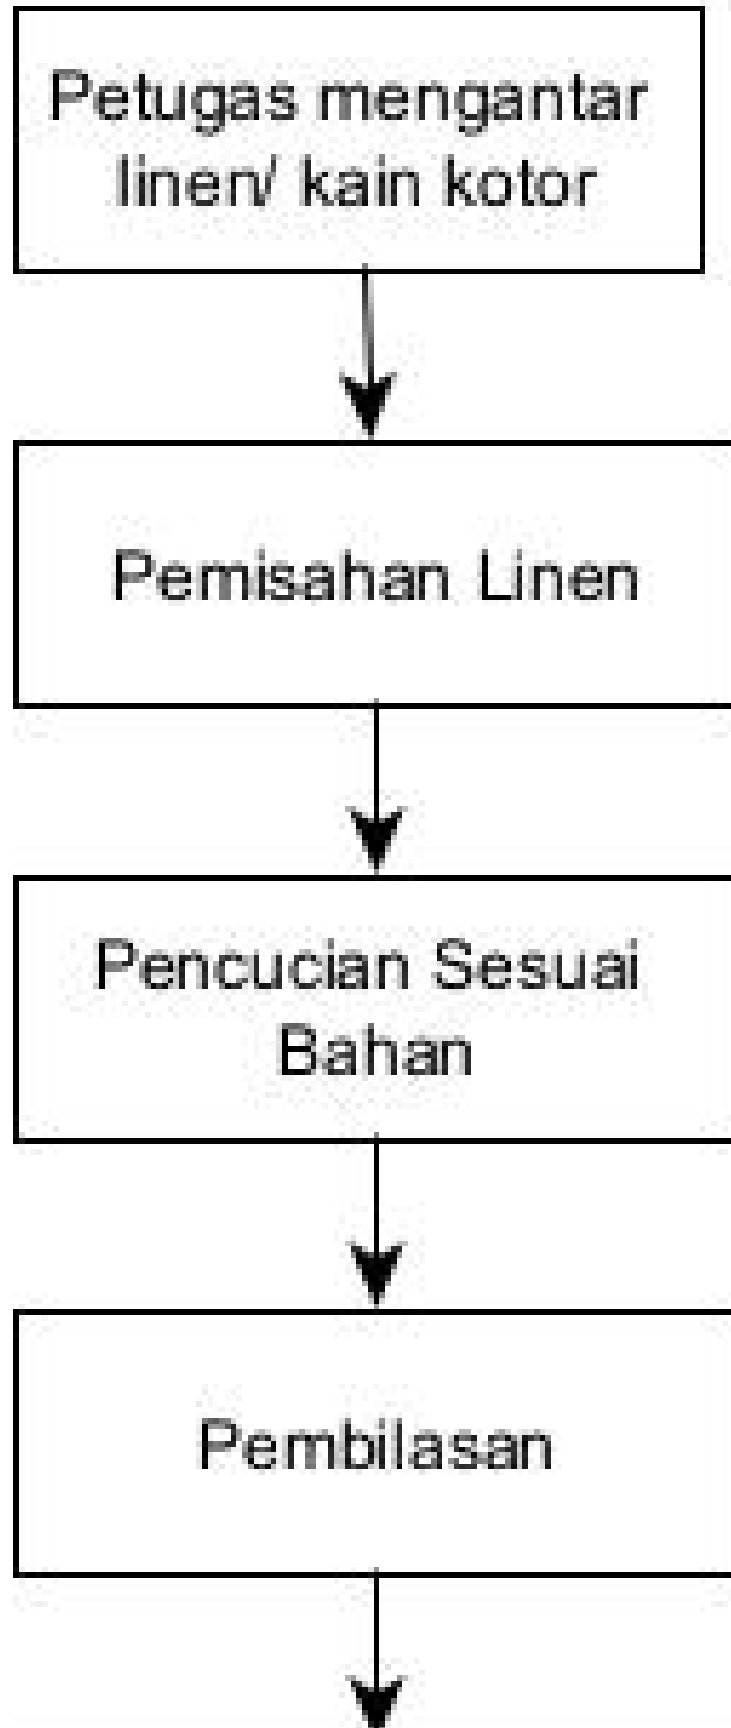 Petugas mengantar
linen/ kain kotor
Pemisahan Linen
Pencucian Sesuai
Bahan
Pembilasan